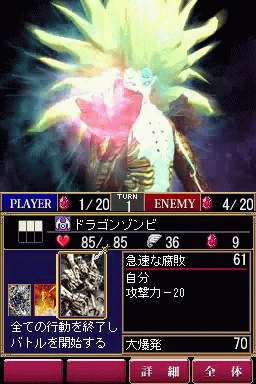 PLAYER 1/20 TURN 1 ENEMY 4/20
ドラゴンゾンビ
85/ 85 36 9
急速な腐敗 61
自分
攻撃力-20
全ての行動を終了し
バトルを開始する
大爆発 70
詳細 全体